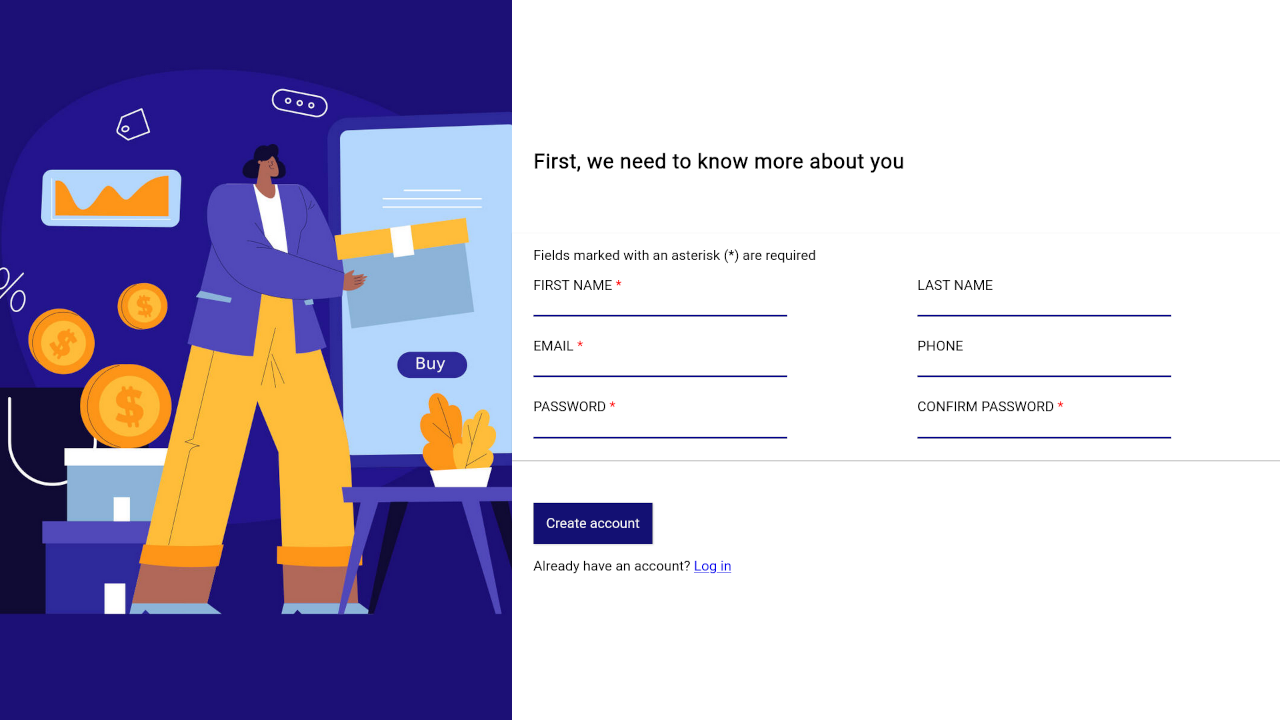 First, we need to know more about you
Fields marked with an asterisk (*) are required
FIRST NAME *
LAST NAME
EMAIL *
PHONE
PASSWORD *
CONFIRM PASSWORD *
Create account
Already have an account? Log in
%
$
$
$
Buy